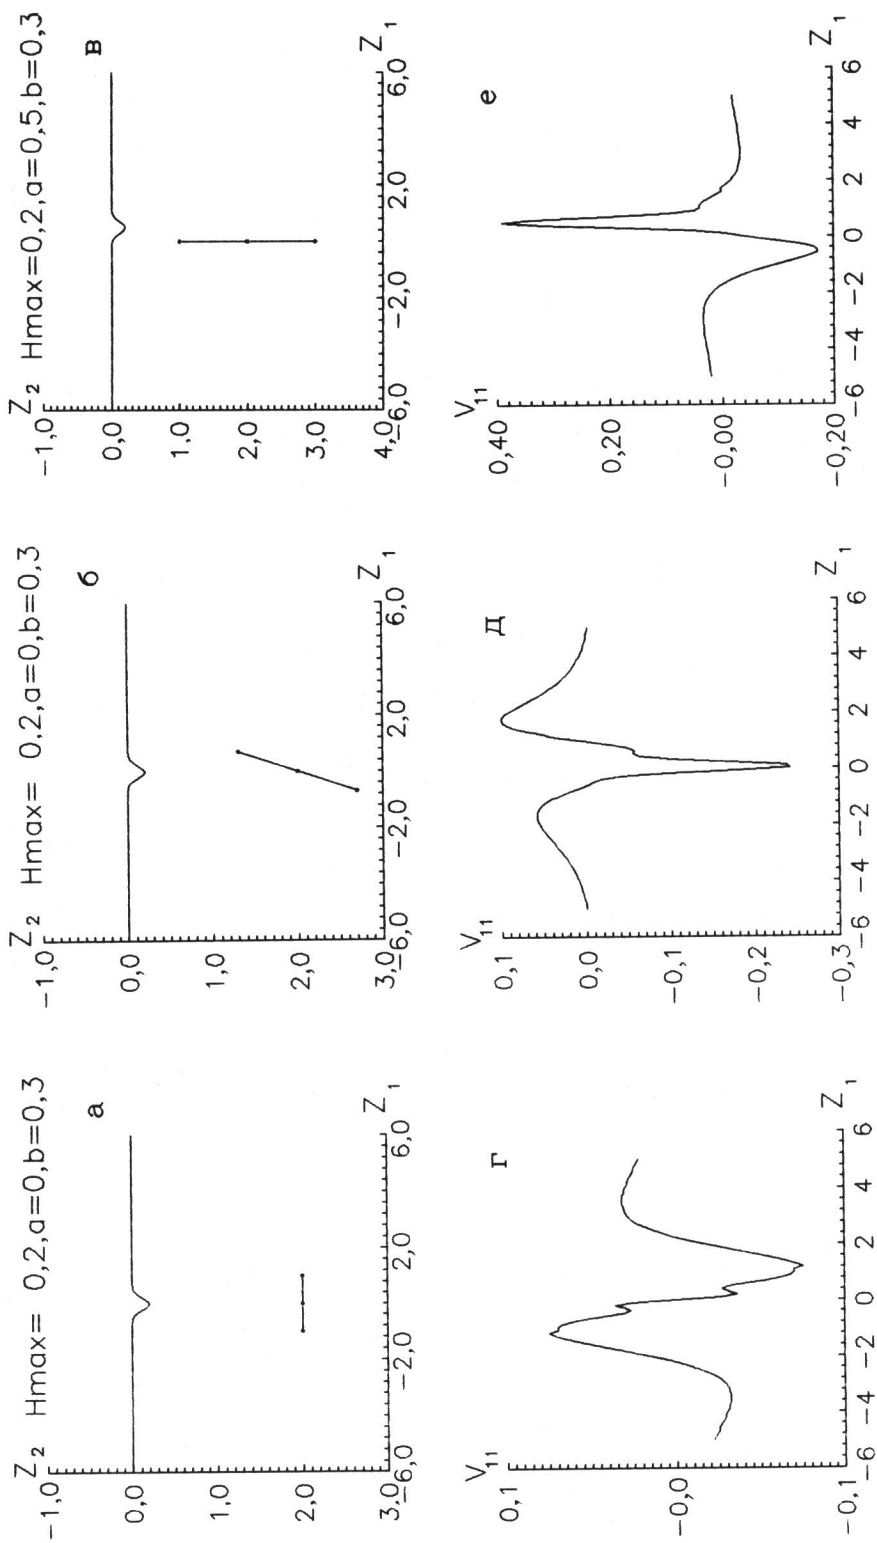 Z₂ Hmax= 0,2,a=0,b=0,3
а
−1,0
0,0
1,0
2,0
3,0
−6,0 −2,0 2,0 6,0
Z₁
Z₂ Hmax= 0,2,a=0,b=0,3
б
−1,0
0,0
1,0
2,0
3,0
−6,0 −2,0 2,0 6,0
Z₁
Z₂ Hmax=0,2,a=0,5,b=0,3
в
−1,0
0,0
1,0
2,0
3,0
4,0
−6,0 −2,0 2,0 6,0
Z₁
V₁₁
г
0,1
−0,0
−0,1
−6 −4 −2 0 2 4 6
Z₁
V₁₁
д
0,1
0,0
−0,1
−0,2
−0,3
−6 −4 −2 0 2 4 6
Z₁
V₁₁
е
0,40
0,20
−0,00
−0,20
−6 −4 −2 0 2 4 6
Z₁